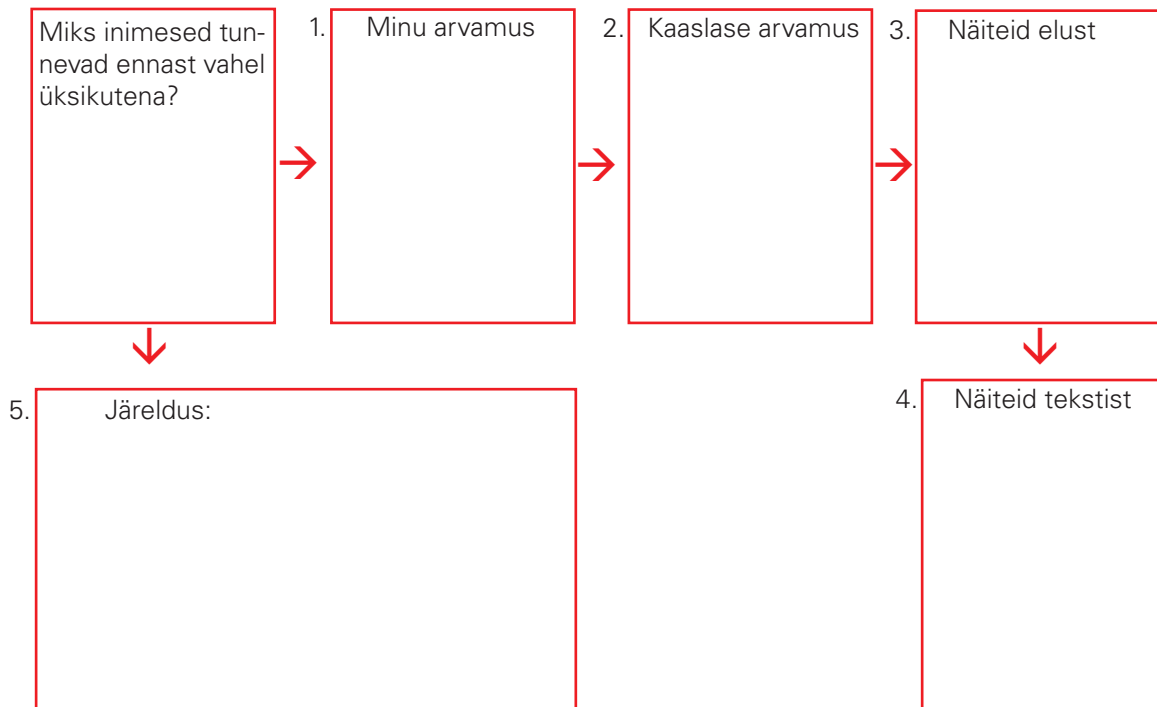 Miks inimesed tun-
nevad ennast vahel
üksikutena?
1. Minu arvamus
2. Kaaslase arvamus
3. Näiteid elust
4. Näiteid tekstist
5. Järeldus: